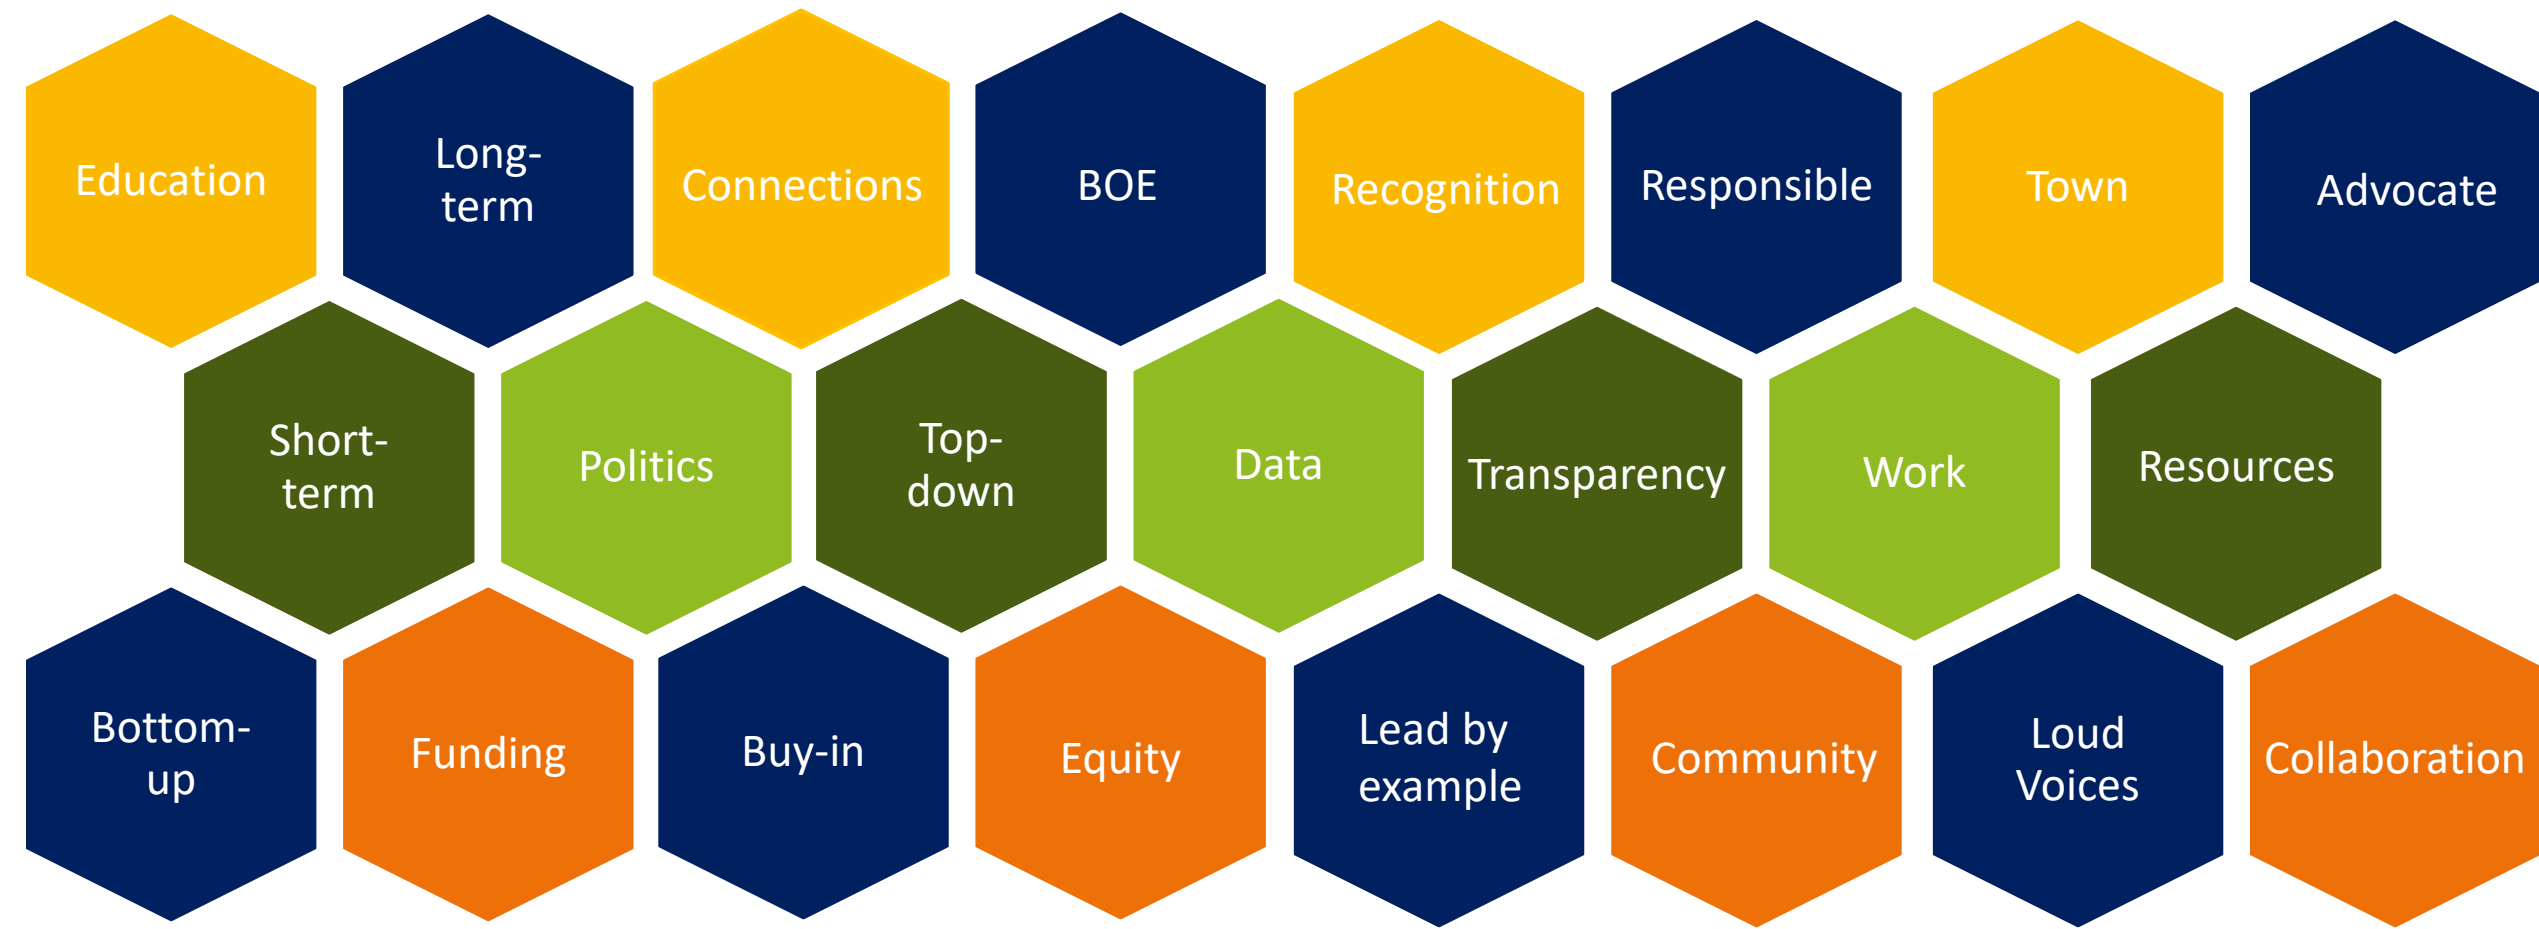 Education
Long-
term
Connections
BOE
Recognition
Responsible
Town
Advocate
Short-
term
Politics
Top-
down
Data
Transparency
Work
Resources
Bottom-
up
Funding
Buy-in
Equity
Lead by
example
Community
Loud
Voices
Collaboration